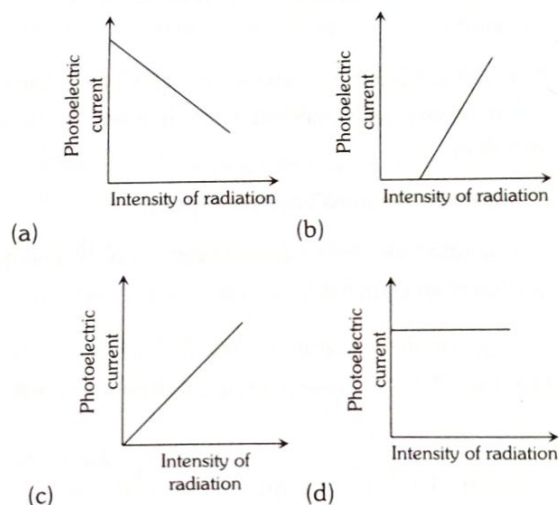 Photoelectric
current
Intensity of radiation
(a)
Photoelectric
current
Intensity of radiation
(b)
Photoelectric
current
Intensity of
radiation
(c)
Photoelectric
current
Intensity of radiation
(d)